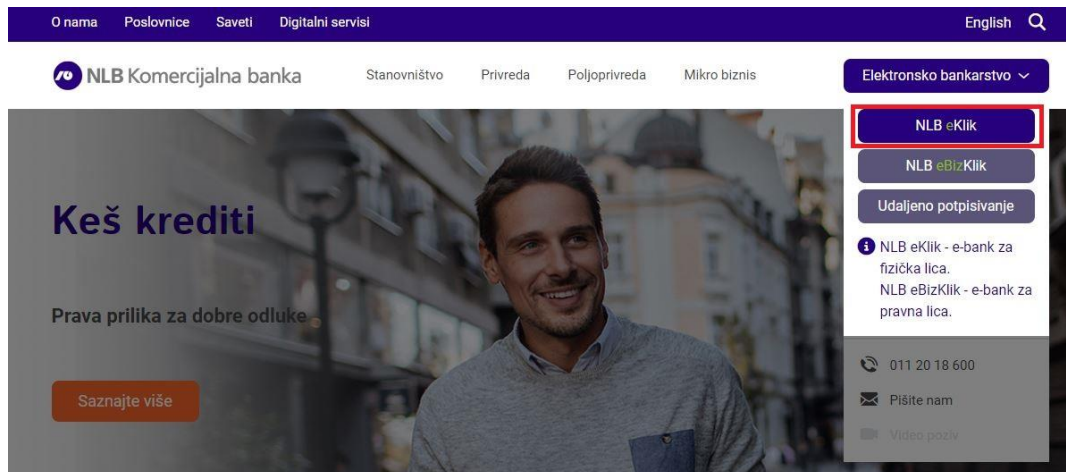 O nama Poslovnice Saveti Digitalni servisi English
NLB Komercijalna banka Stanovništvo Privreda Poljoprivreda Mikro biznis Elektronsko bankarstvo
NLB eKlik
NLB eBizKlik
Udaljeno potpisivanje
NLB eKlik - e-bank za
fizička lica.
NLB eBizKlik - e-bank za
pravna lica.
011 20 18 600
Pišite nam
Video poziv
Keš krediti
Prava prilika za dobre odluke
Saznajte više